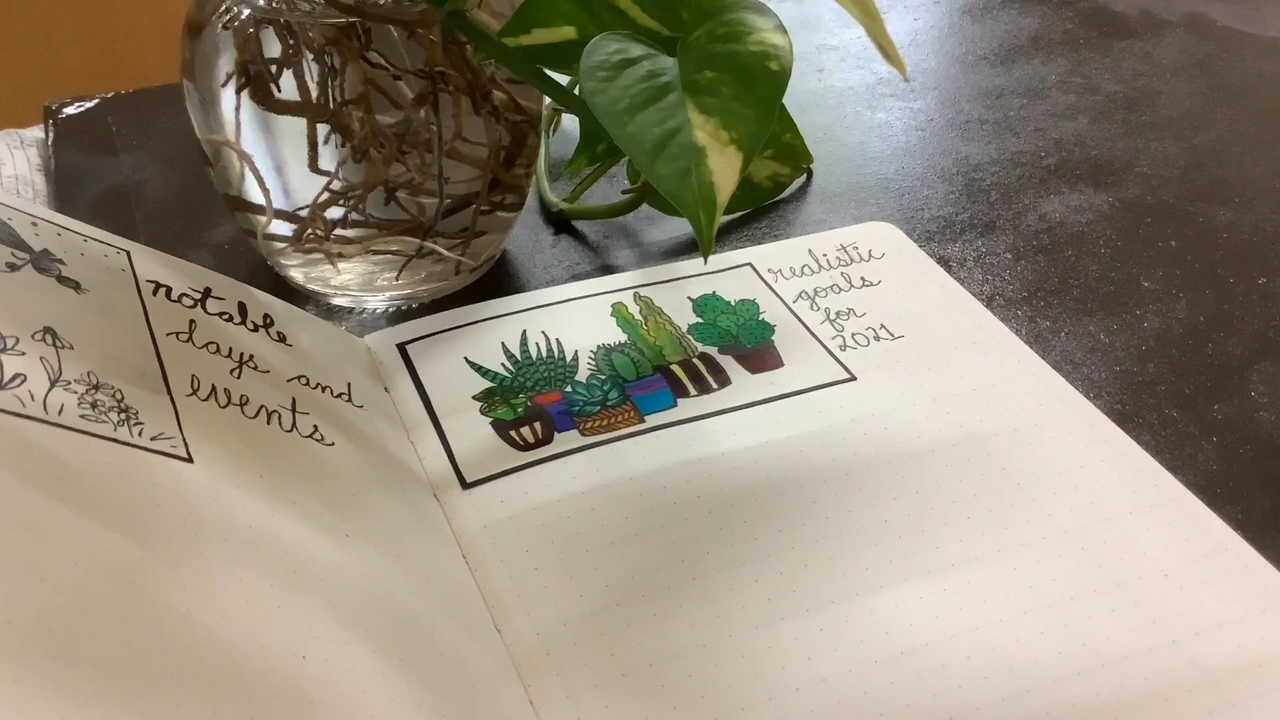 notable
days and
events
realistic
goals
for
2021